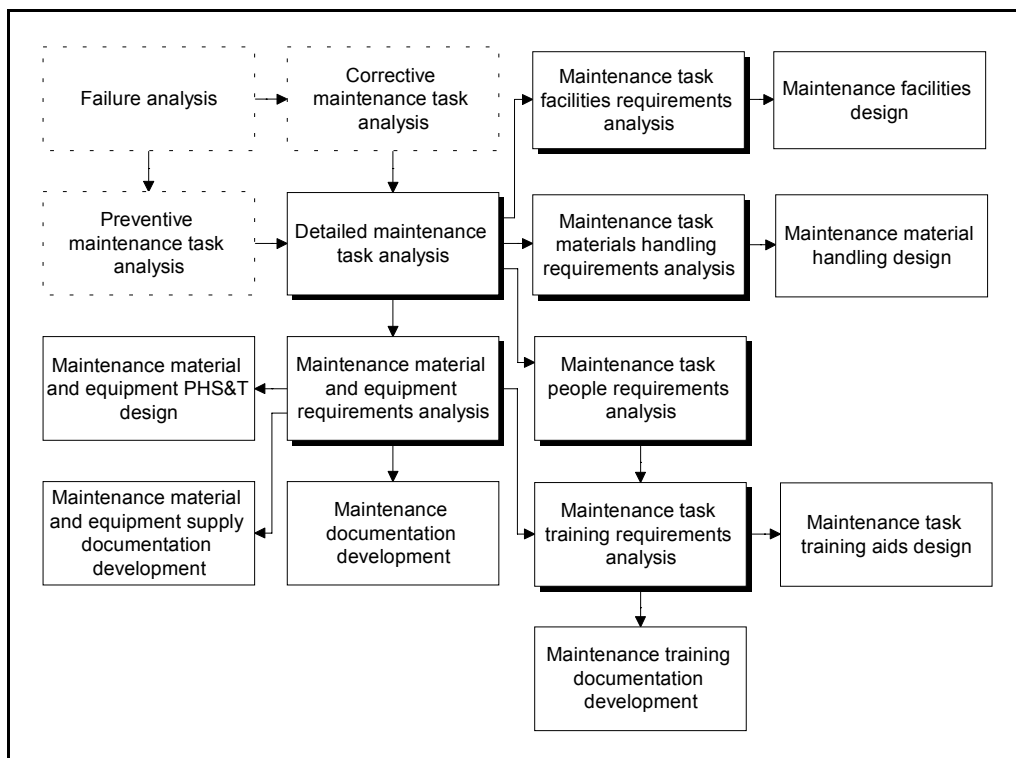 Failure analysis
Corrective
maintenance task
analysis
Maintenance task
facilities requirements
analysis
Maintenance facilities
design
Preventive
maintenance task
analysis
Detailed maintenance
task analysis
Maintenance task
materials handling
requirements analysis
Maintenance material
handling design
Maintenance material
and equipment PHS&T
design
Maintenance material
and equipment
requirements analysis
Maintenance task
people requirements
analysis
Maintenance material
and equipment supply
documentation
development
Maintenance
documentation
development
Maintenance task
training requirements
analysis
Maintenance task
training aids design
Maintenance training
documentation
development